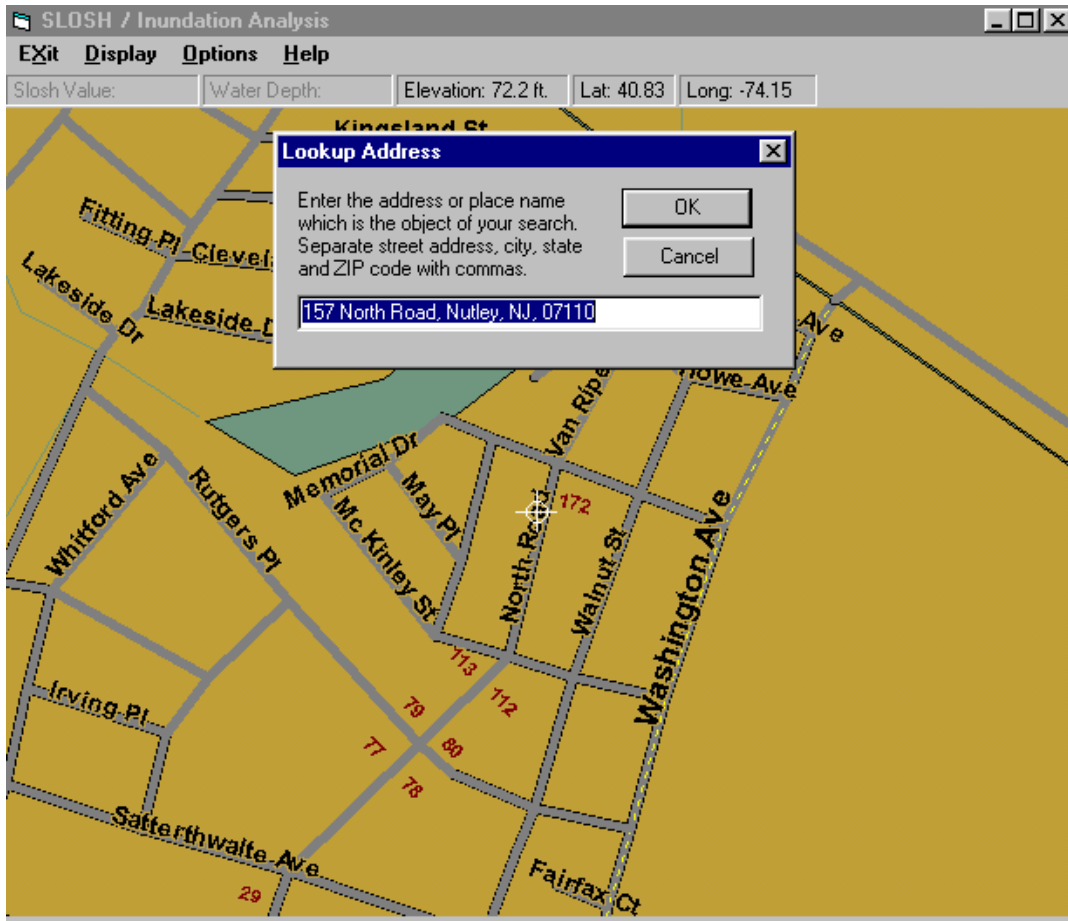 SLOSH / Inundation Analysis
EXit Display Options Help
Slosh Value: Water Depth: Elevation: 72.2 ft. Lat: 40.83 Long: -74.15
Kingsland St
Lookup Address
Enter the address or place name
which is the object of your search.
Separate street address, city, state
and ZIP code with commas.
OK
Cancel
157 North Road, Nutley, NJ, 07110
Fitting Pl
Clevel
Lakeside Dr
Lakeside D
Ave
Howe Ave
Van Ripe
Memorial Dr
May Pl
Mc Kinley St
Whitford Ave
Rutgers Pl
North Road
172
Walnut St
Washington Ave
113
112
Irving Pl
79
77
80
78
Satterthwaite Ave
29
Fairfax Ct